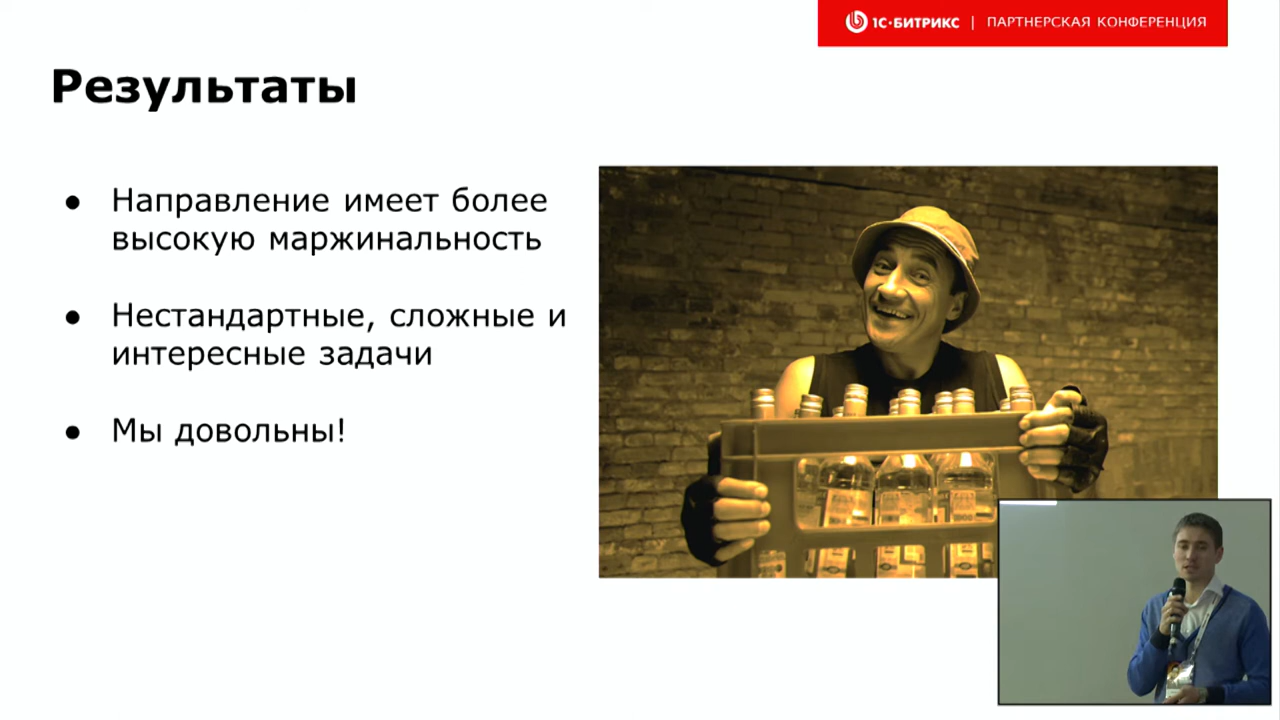 1С·БИТРИКС | ПАРТНЕРСКАЯ КОНФЕРЕНЦИЯ
Результаты
● Направление имеет более
высокую маржинальность
● Нестандартные, сложные и
интересные задачи
● Мы довольны!